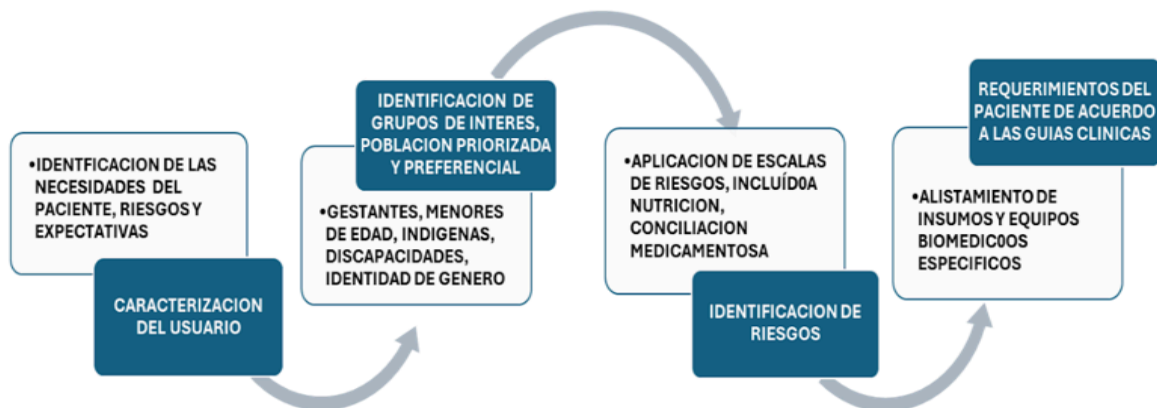 •IDENTFICACION DE LAS
NECESIDADES DEL
PACIENTE, RIESGOS Y
EXPECTATIVAS
CARACTERIZACION
DEL USUARIO
IDENTIFICACION DE
GRUPOS DE INTERES,
POBLACION PRIORIZADA
Y PREFERENCIAL
•GESTANTES, MENORES
DE EDAD, INDIGENAS,
DISCAPACIDADES,
IDENTIDAD DE GENERO
•APLICACION DE ESCALAS
DE RIESGOS, INCLUÍD0A
NUTRICION,
CONCILIACION
MEDICAMENTOSA
IDENTIFICACION DE
RIESGOS
REQUERIMIENTOS DEL
PACIENTE DE ACUERDO
A LAS GUIAS CLINICAS
•ALISTAMIENTO DE
INSUMOS Y EQUIPOS
BIOMEDIC0OS
ESPECIFICOS